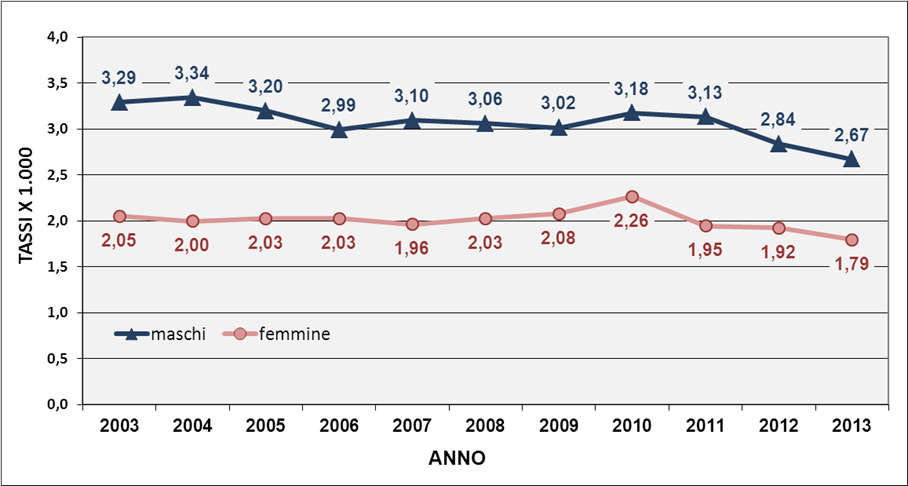 4,0
3,5
3,0
2,5
2,0
1,5
1,0
0,5
0,0
TASSI X 1.000
3,29 3,34 3,20 2,99 3,10 3,06 3,02 3,18 3,13 2,84 2,67
2,05 2,00 2,03 2,03 1,96 2,03 2,08 2,26 1,95 1,92 1,79
maschi femmine
2003 2004 2005 2006 2007 2008 2009 2010 2011 2012 2013
ANNO